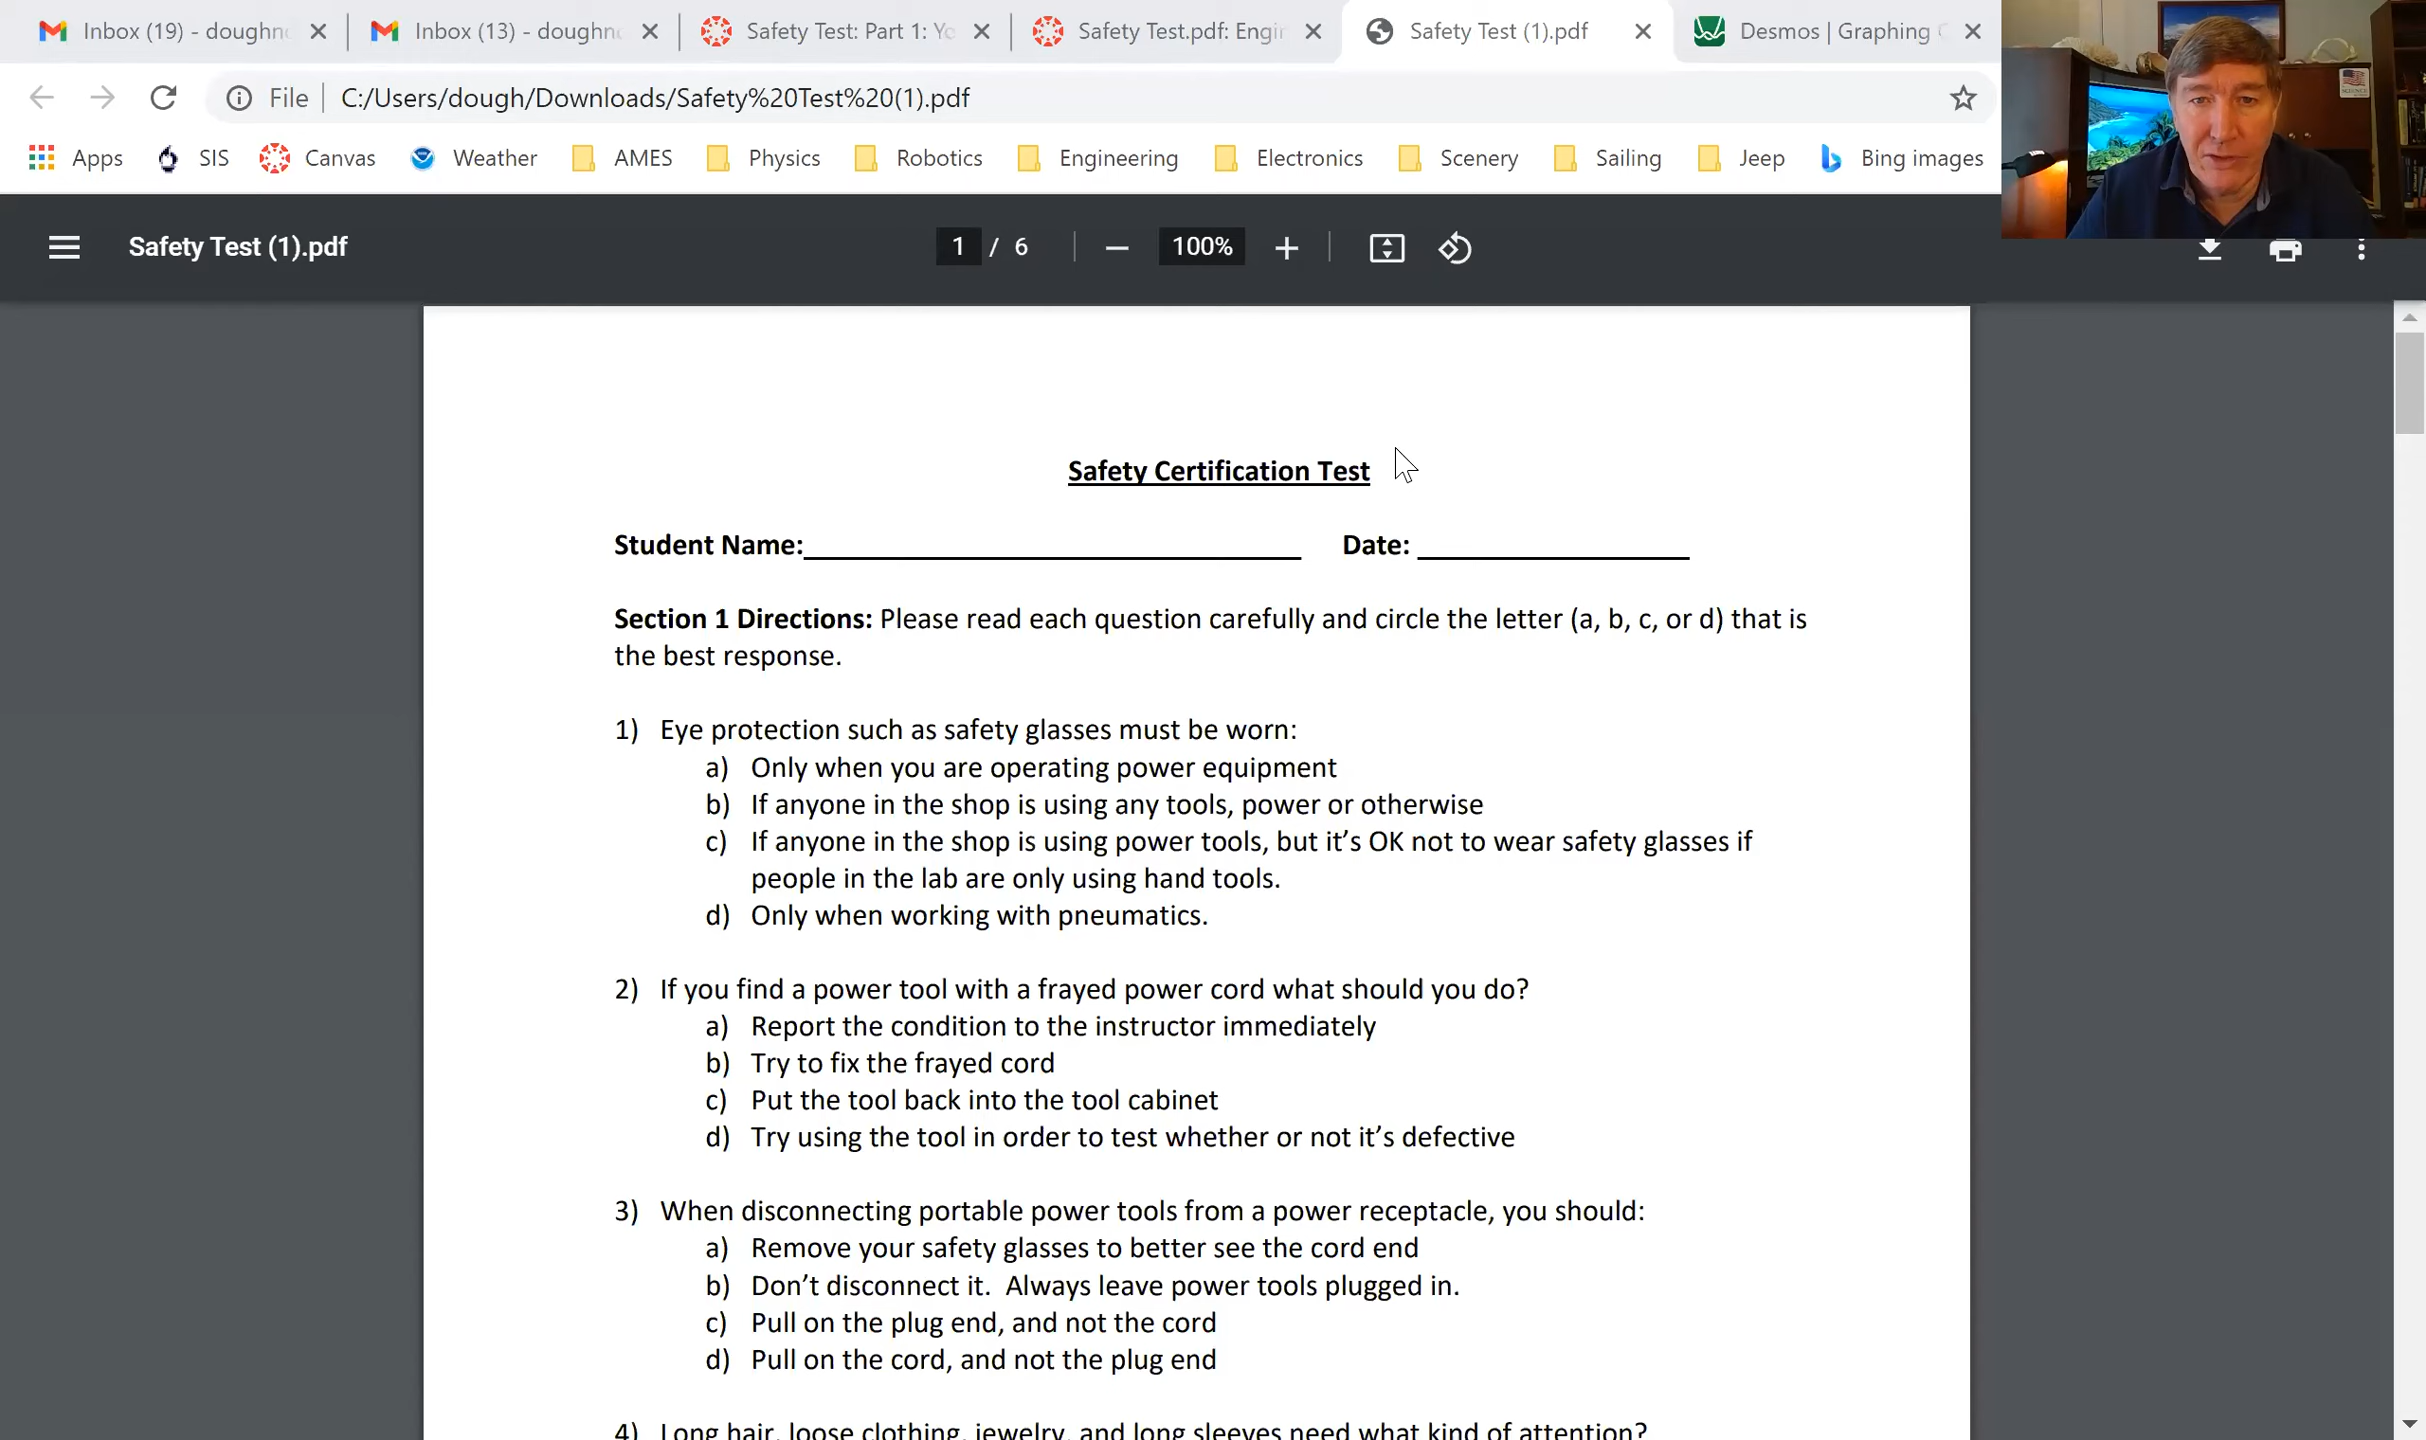 Inbox (19) - doughn
Inbox (13) - doughn
Safety Test: Part 1: Yo
Safety Test.pdf: Engin
Safety Test (1).pdf
Desmos | Graphing C
File
C:/Users/dough/Downloads/Safety%20Test%20(1).pdf
Apps
SIS
Canvas
Weather
AMES
Physics
Robotics
Engineering
Electronics
Scenery
Sailing
Jeep
Bing images
Safety Test (1).pdf
1 / 6
100%
Safety Certification Test
Student Name: Date:
Section 1 Directions: Please read each question carefully and circle the letter (a, b, c, or d) that is
the best response.
1) Eye protection such as safety glasses must be worn:
a) Only when you are operating power equipment
b) If anyone in the shop is using any tools, power or otherwise
c) If anyone in the shop is using power tools, but it’s OK not to wear safety glasses if
people in the lab are only using hand tools.
d) Only when working with pneumatics.
2) If you find a power tool with a frayed power cord what should you do?
a) Report the condition to the instructor immediately
b) Try to fix the frayed cord
c) Put the tool back into the tool cabinet
d) Try using the tool in order to test whether or not it’s defective
3) When disconnecting portable power tools from a power receptacle, you should:
a) Remove your safety glasses to better see the cord end
b) Don’t disconnect it. Always leave power tools plugged in.
c) Pull on the plug end, and not the cord
d) Pull on the cord, and not the plug end
4) Long hair, loose clothing, jewelry, and long sleeves need what kind of attention?